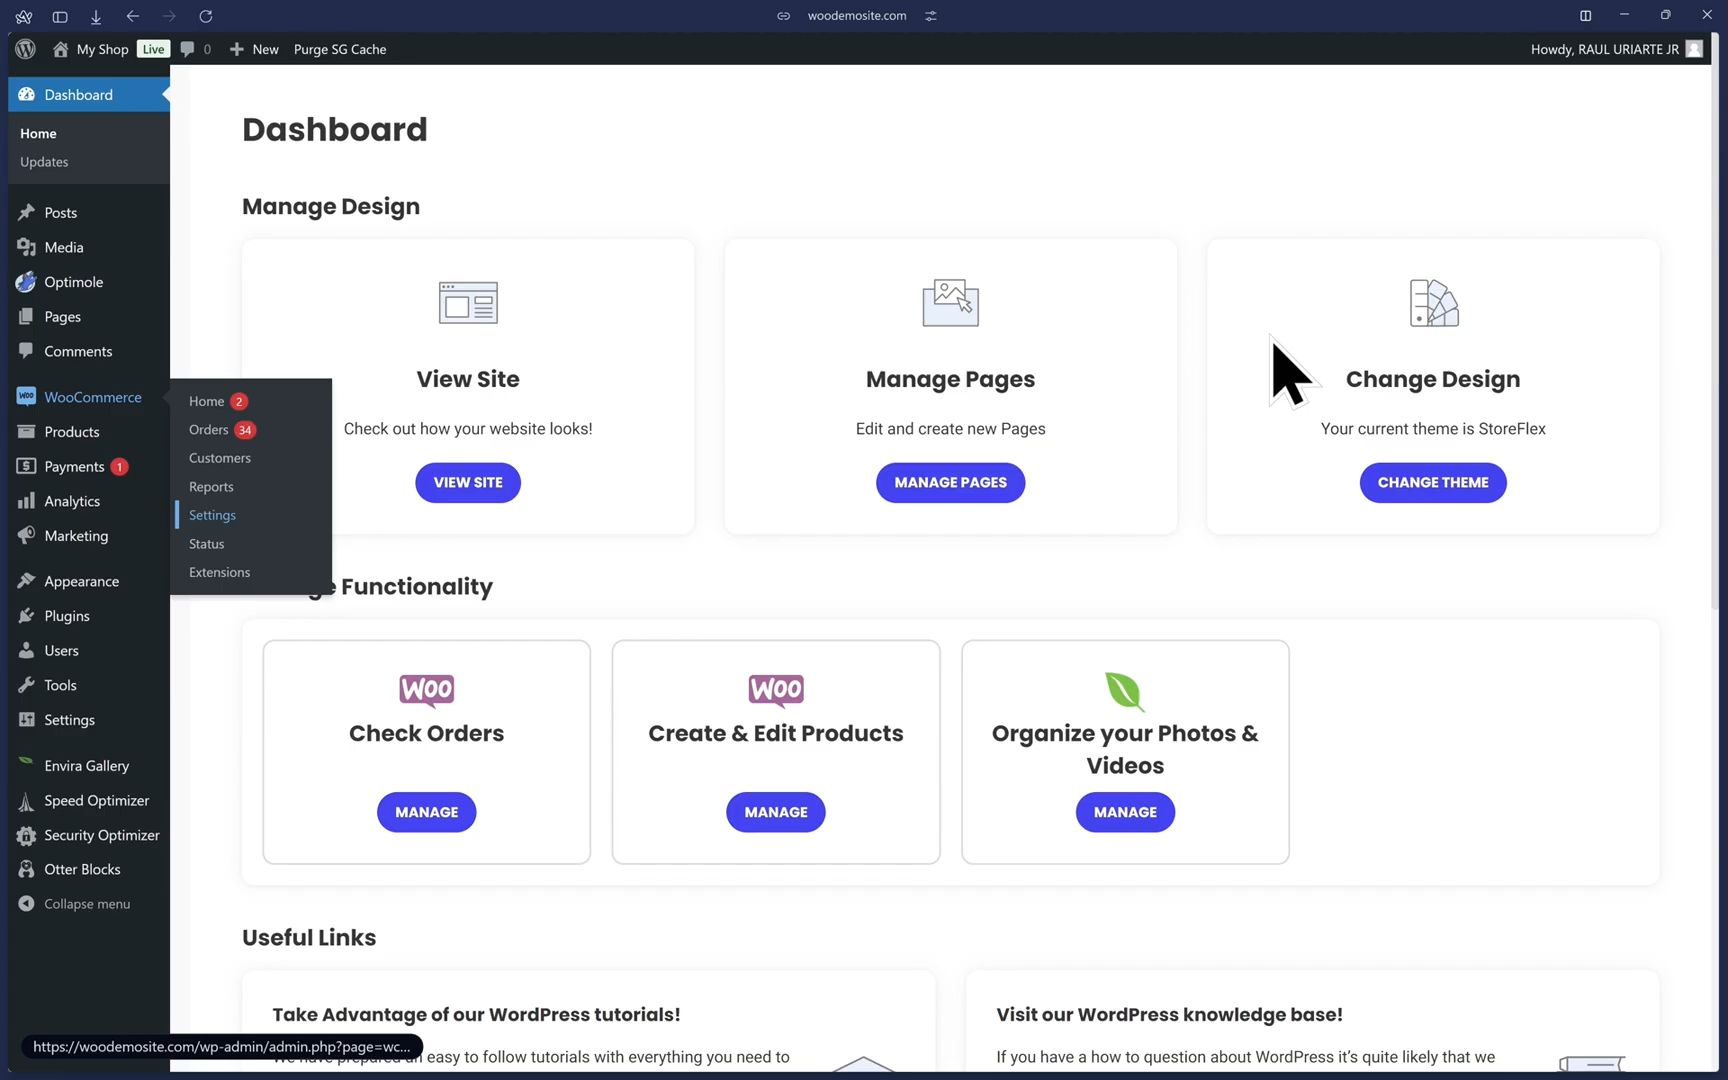 woodemosite.com
My Shop Live 0 New Purge SG Cache
Howdy, RAUL URIARTE JR
Dashboard
Home
Updates
Posts
Media
Optimole
Pages
Comments
WooCommerce
Products
Payments 1
Analytics
Marketing
Appearance
Plugins
Users
Tools
Settings
Envira Gallery
Speed Optimizer
Security Optimizer
Otter Blocks
Collapse menu
Home 2
Orders 34
Customers
Reports
Settings
Status
Extensions
Dashboard
Manage Design
View Site
Check out how your website looks!
VIEW SITE
Manage Pages
Edit and create new Pages
MANAGE PAGES
Change Design
Your current theme is StoreFlex
CHANGE THEME
Functionality
WOO
Check Orders
MANAGE
WOO
Create & Edit Products
MANAGE
Organize your Photos &
Videos
MANAGE
Useful Links
Take Advantage of our WordPress tutorials!
easy to follow tutorials with everything you need to
Visit our WordPress knowledge base!
If you have a how to question about WordPress it's quite likely that we
https://woodemosite.com/wp-admin/admin.php?page=wc...